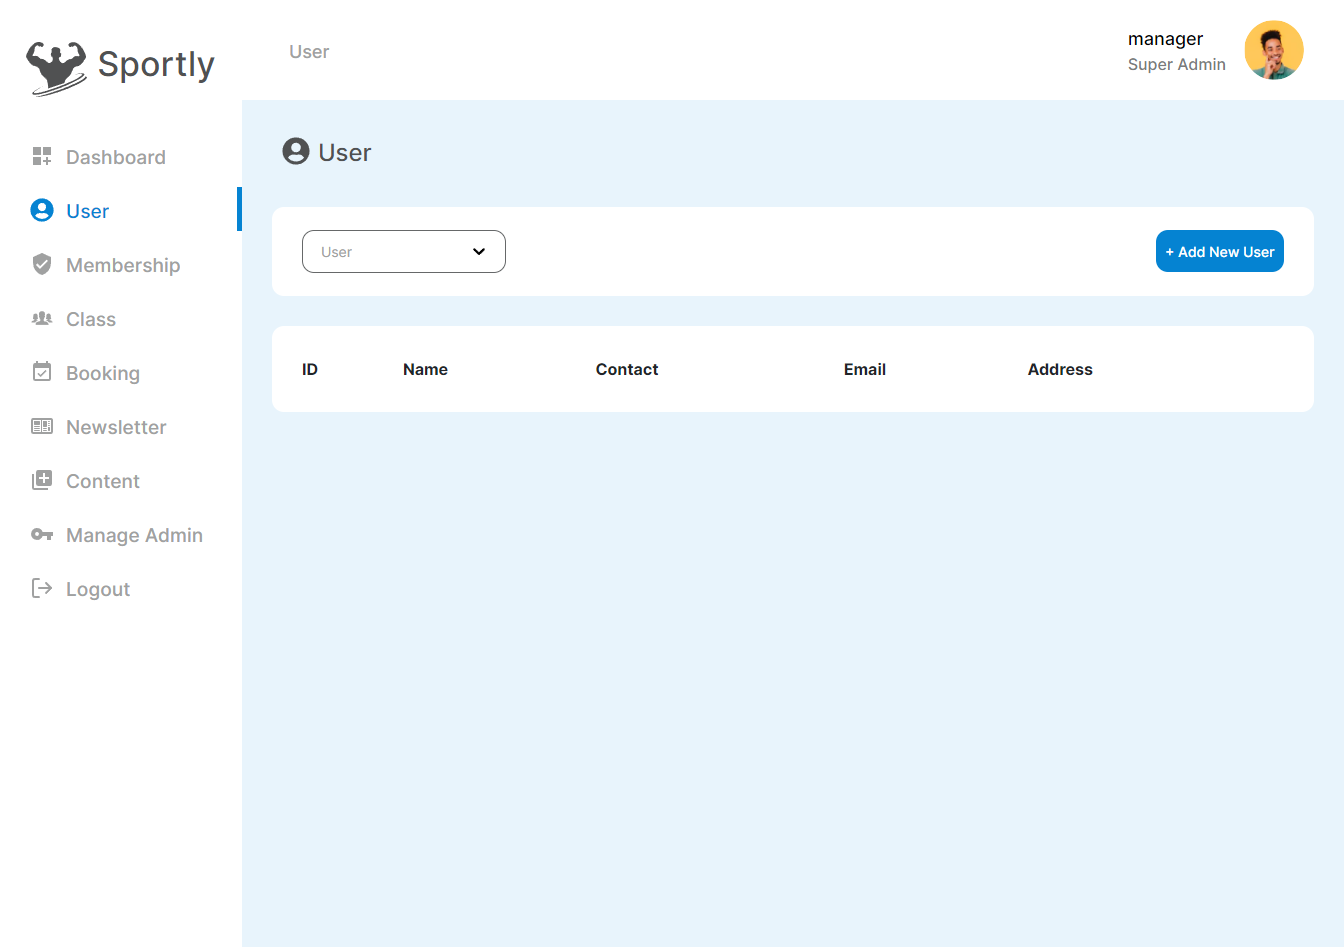 Sportly
User
manager
Super Admin
Dashboard
User
Membership
Class
Booking
Newsletter
Content
Manage Admin
Logout
User
User
+ Add New User
ID Name Contact Email Address